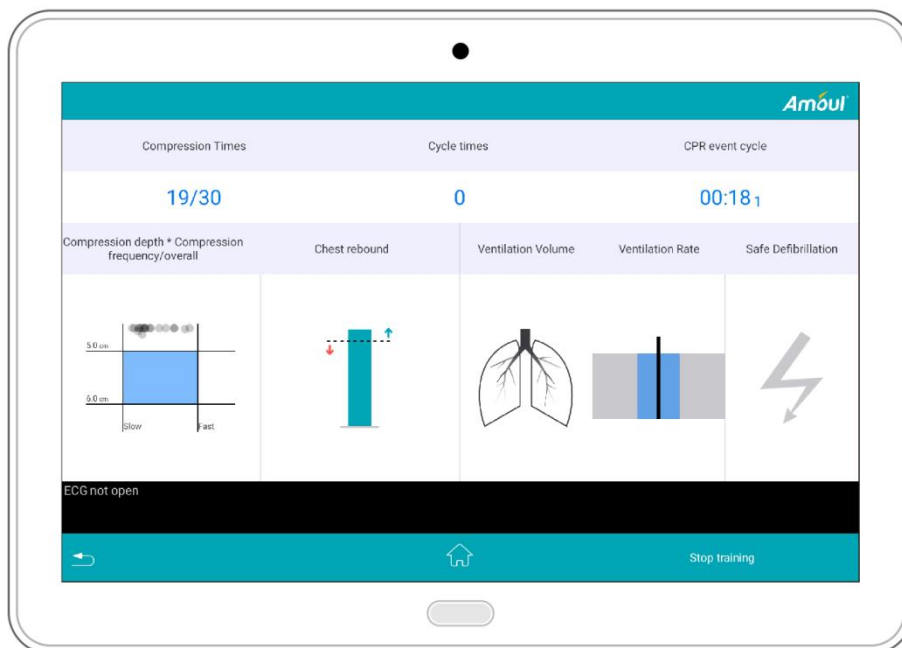 Amoul
Compression Times
Cycle times
CPR event cycle
19/30
0
00:18 1
Compression depth * Compression
frequency/overall
Chest rebound
Ventilation Volume
Ventilation Rate
Safe Defibrillation
5.0 cm
6.0 cm
Slow
Fast
ECG not open
Stop training